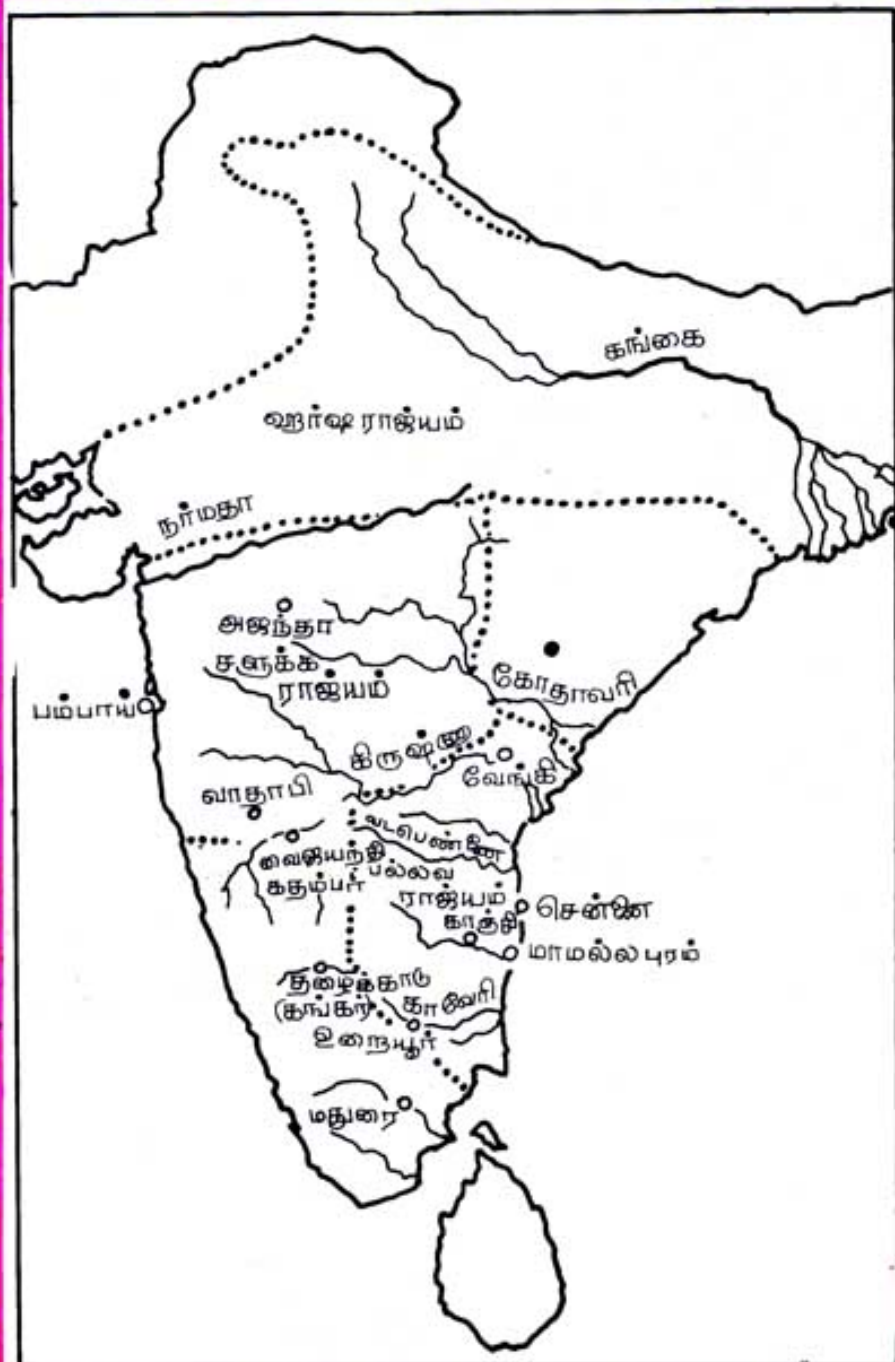 கங்கை
ஹர்ஷ ராஜ்யம்
நர்மதா
அஜந்தா
சளுக்க
ராஜ்யம்
கோதாவரி
பம்பாய்
கிருஷ்ணா
வேங்கி
வாதாபி
வடபெண்ணை
வைஜயந்தி
பல்லவ
கதம்பர்
ராஜ்யம்
காஞ்சி
சென்னை
மாமல்லபுரம்
தழைக்காடு
(கங்கர்)
காவேரி
உறையூர்
மதுரை